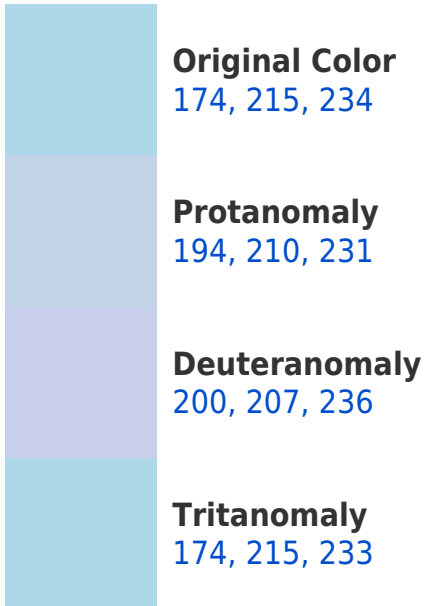 Original Color
174, 215, 234
Protanomaly
194, 210, 231
Deuteranomaly
200, 207, 236
Tritanomaly
174, 215, 233